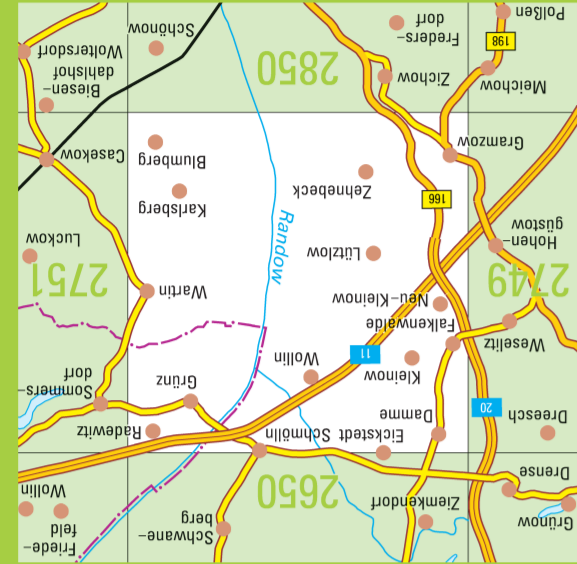 Grünow
Drense
Dreesch
Ziemkendorf
2650
Schwane-
berg
Friede-
feld
Wollin
Eickstedt
Schmölln
Radewitz
Damme
Grünz
Sommers-
dorf
20
Kleinow
Wollin
11
Weselitz
Falkenwalde
Neu-Kleinow
Wartin
2749
2751
Hohen-
güstow
Lützlow
Randow
Luckow
166
Zehnebeck
Karlsberg
Gramzow
Blumberg
Casekow
Meichow
Zichow
2850
Biesen-
dahlshof
198
Freders-
dorf
Schönow
Woltersdorf
Polßen